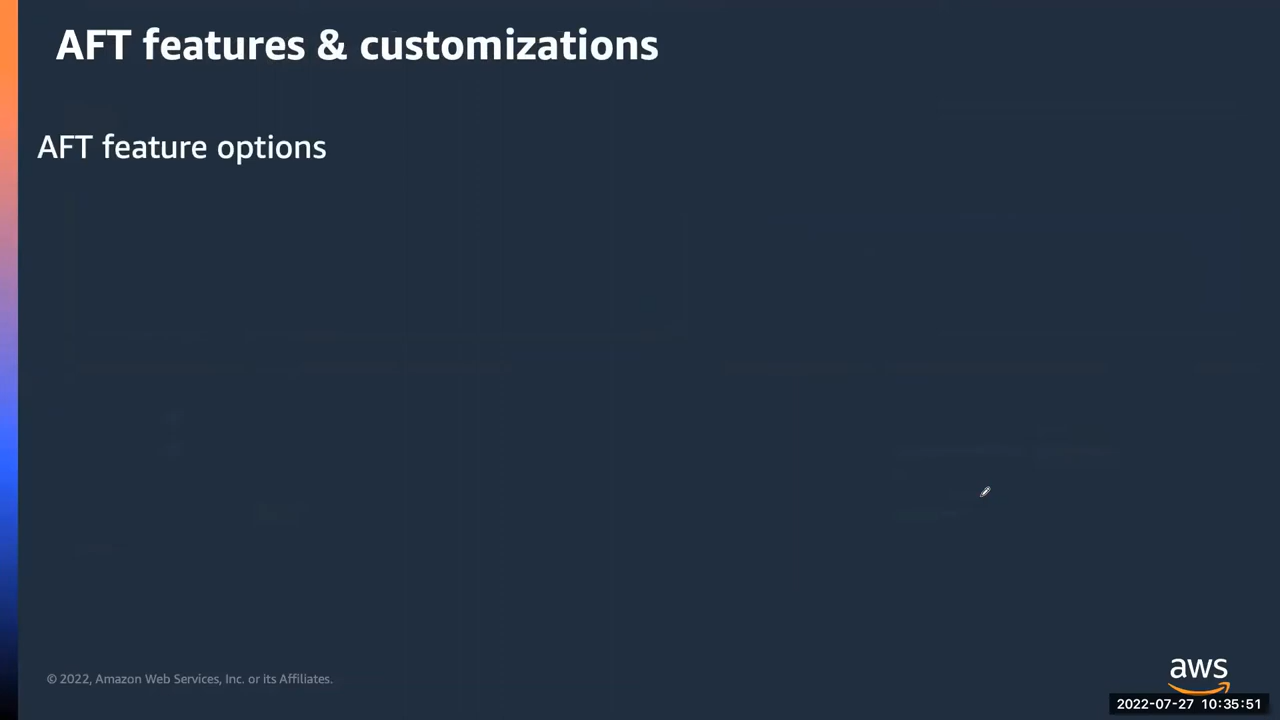 AFT features & customizations
AFT feature options
© 2022, Amazon Web Services, Inc. or its Affiliates.
aws
2022-07-27 10:35:51